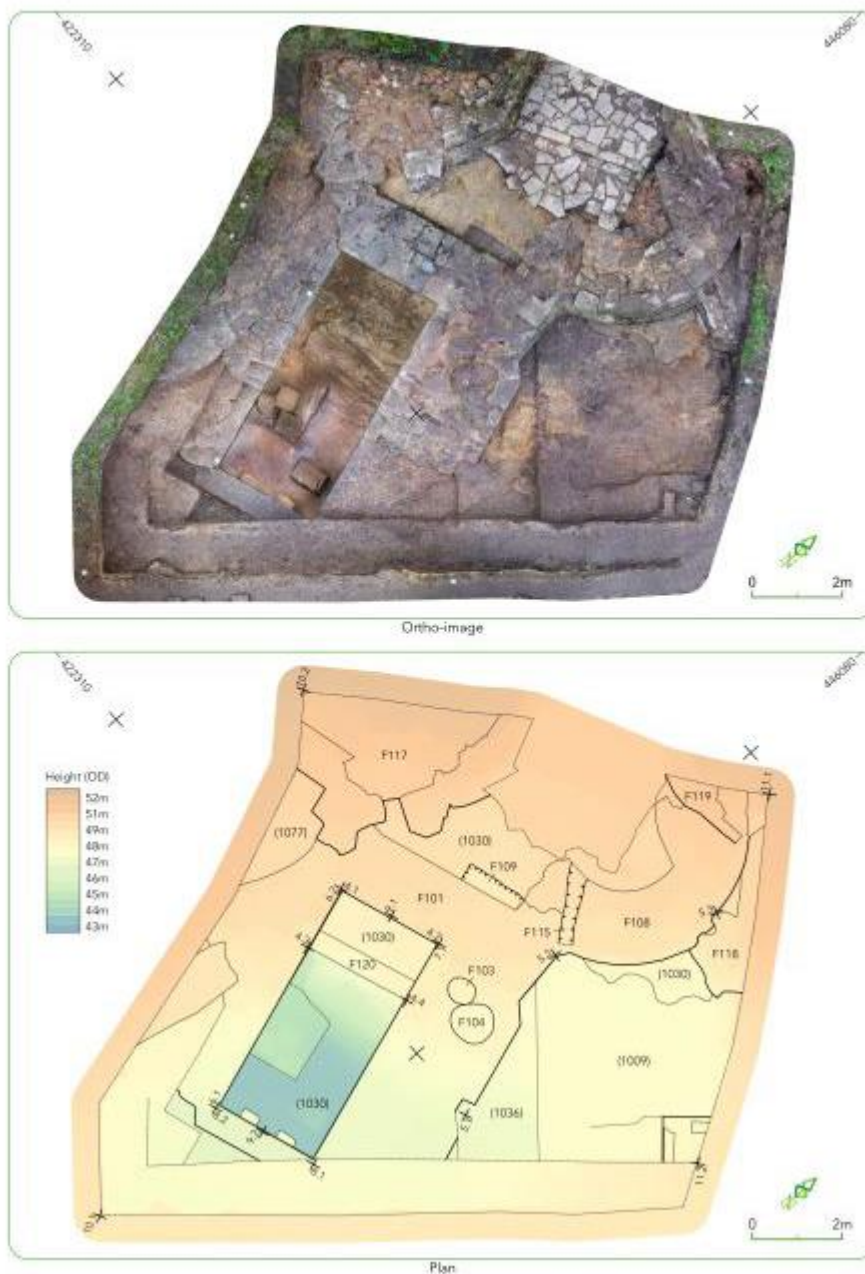 422310
446080
0 2m
Ortho-image
422310
446080
Height (OD)
52m
51m
49m
48m
47m
46m
45m
44m
43m
F117
F119
(1077)
(1030)
F109
F101
F115
F108
(1030)
F118
F120
F103
(1030)
F104
(1009)
(1030)
(1036)
0 2m
Plan